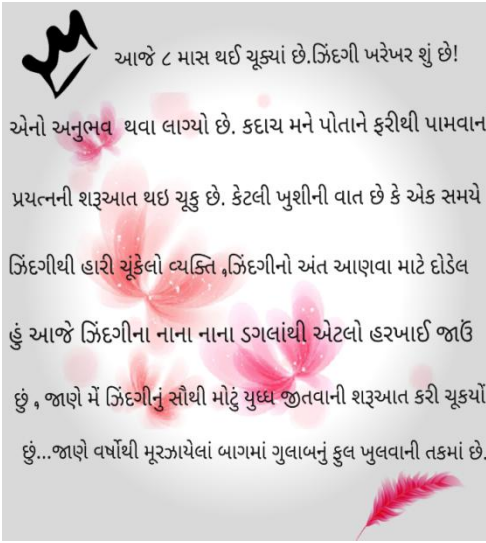 આજે ૮ માસ થઈ ચૂક્યાં છે.ઝિંદગી ખરેખર શું છે!
એનો અનુભવ થવા લાગ્યો છે. કદાચ મને પોતાને ફરીથી પામવાન
પ્રયત્નની શરૂઆત થઇ ચૂકુ છે. કેટલી ખુશીની વાત છે કે એક સમયે
ઝિંદગીથી હારી ચૂંકેલો વ્યક્તિ ,ઝિંદગીનો અંત આણવા માટે દોડેલ
હું આજે ઝિંદગીના નાના નાના ડગલાંથી એટલો હરખાઈ જાઉં
છું , જાણે મેં ઝિંદગીનું સૌથી મોટું યુધ્ધ જીતવાની શરૂઆત કરી ચૂકર્યો
છું...જાણે વર્ષોથી મૂરઝાયેલાં બાગમાં ગુલાબનું ફુલ ખુલવાની તકમાં છે.